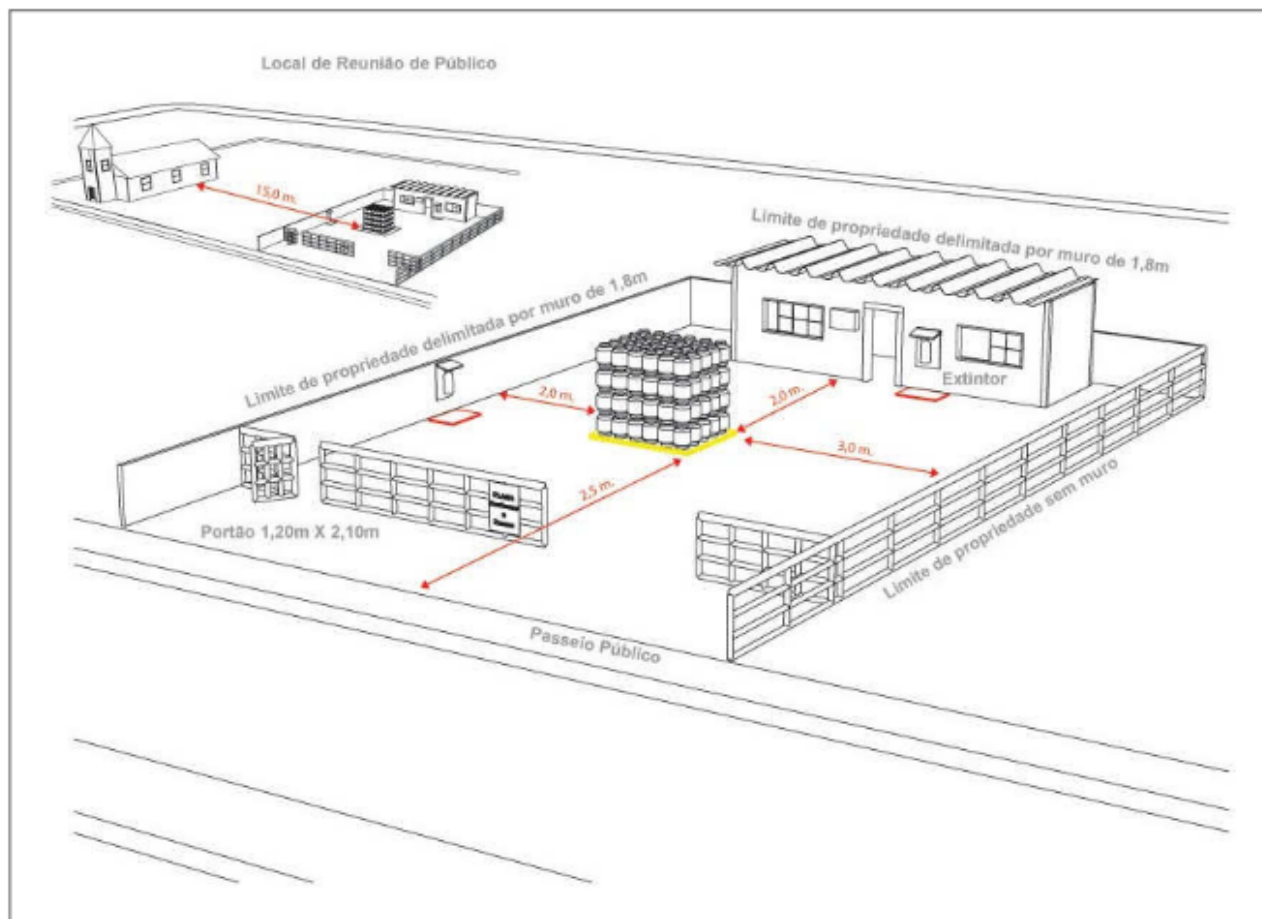 Local de Reunião de Público
15,0 m.
Limite de propriedade delimitada por muro de 1,8m
Limite de propriedade delimitada por muro de 1,8m
Extintor
2,0 m.
2,0 m.
3,0 m.
2,5 m.
Portão 1,20m X 2,10m
Limite de propriedade sem muro
Passeio Público